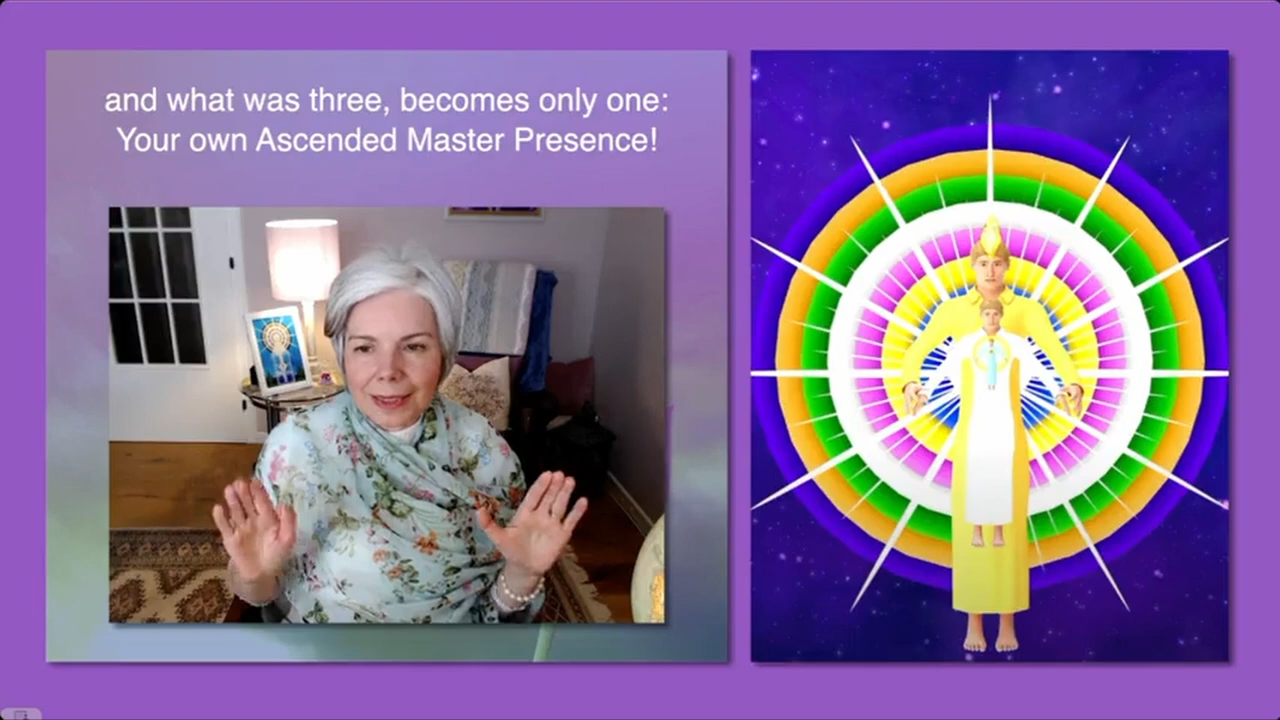 and what was three, becomes only one:
Your own Ascended Master Presence!